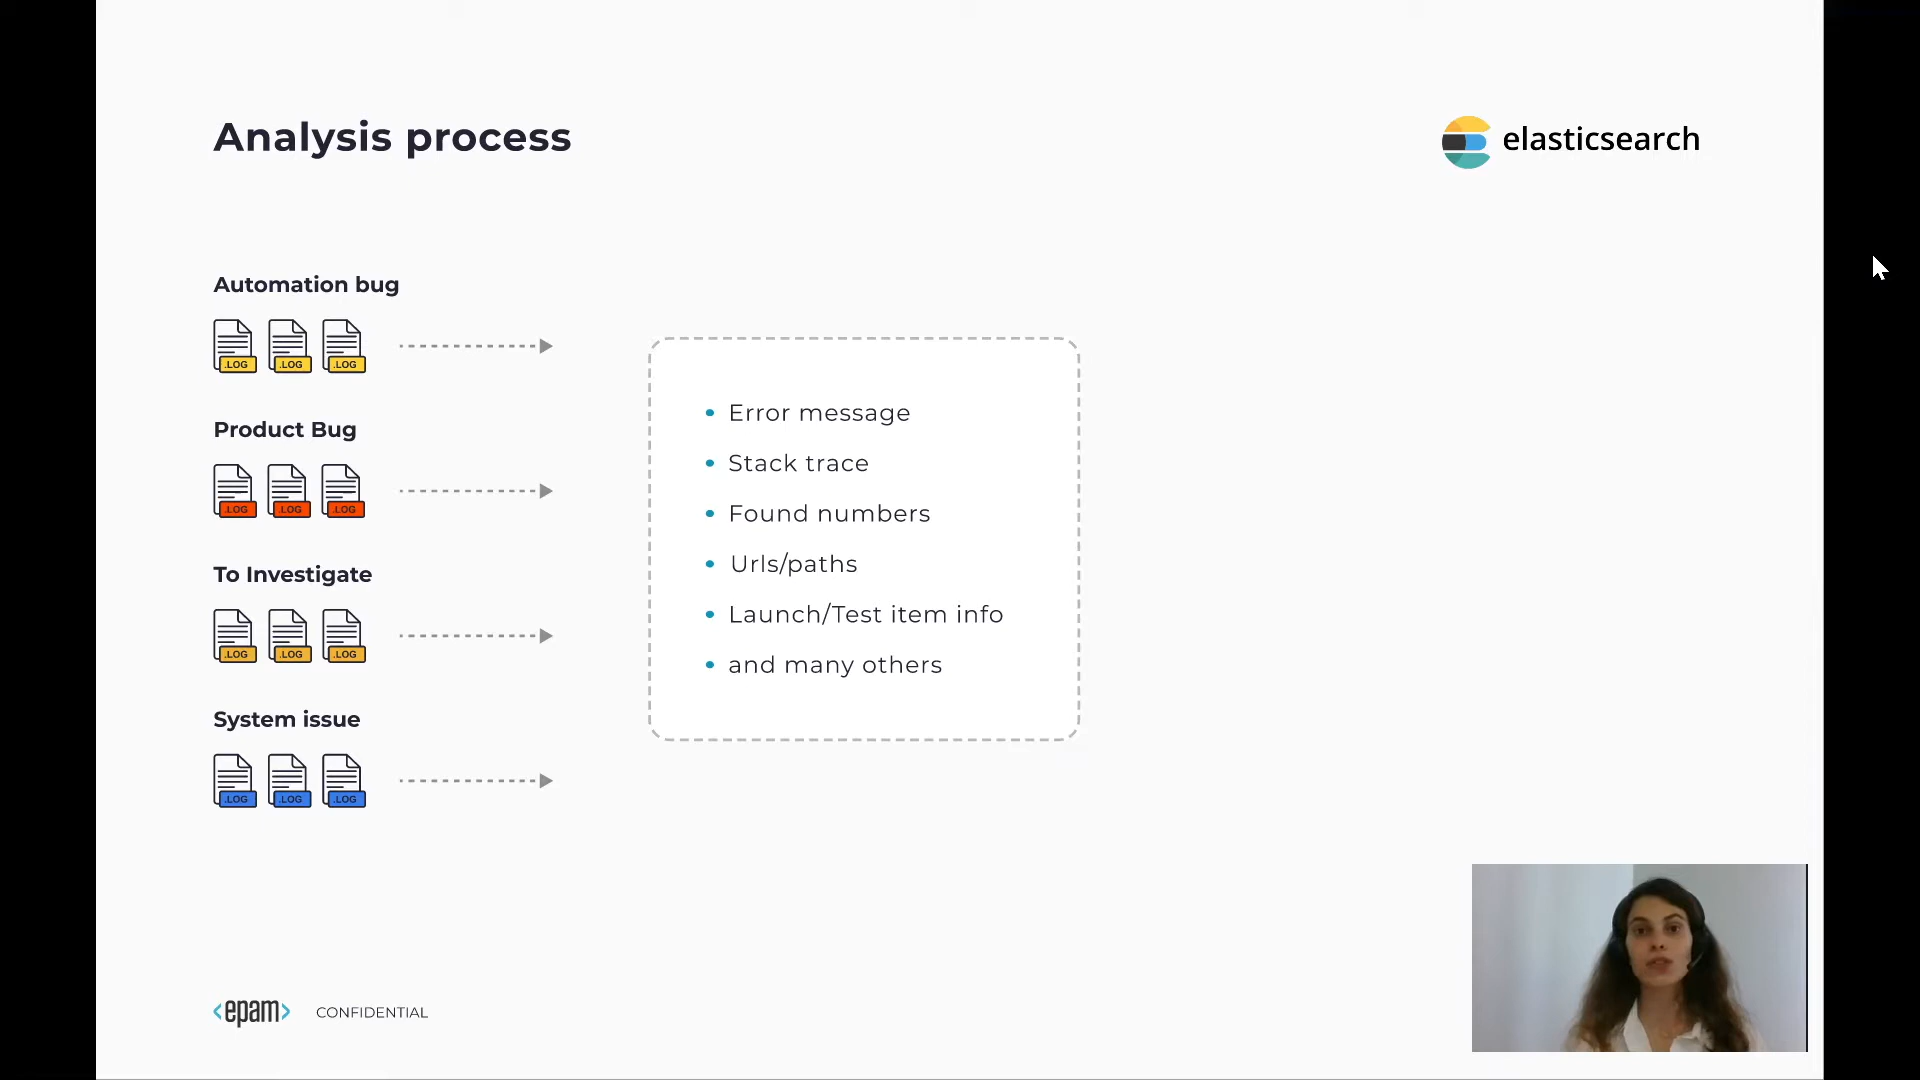 Analysis process
elasticsearch
Automation bug
.LOG .LOG .LOG
Product Bug
.LOG .LOG .LOG
To Investigate
.LOG .LOG .LOG
System issue
.LOG .LOG .LOG
• Error message
• Stack trace
• Found numbers
• Urls/paths
• Launch/Test item info
• and many others
<epam> CONFIDENTIAL